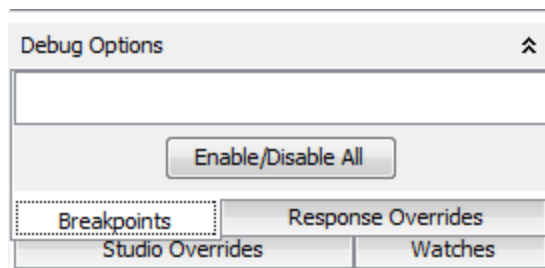 Debug Options
Enable/Disable All
Breakpoints Response Overrides
Studio Overrides Watches